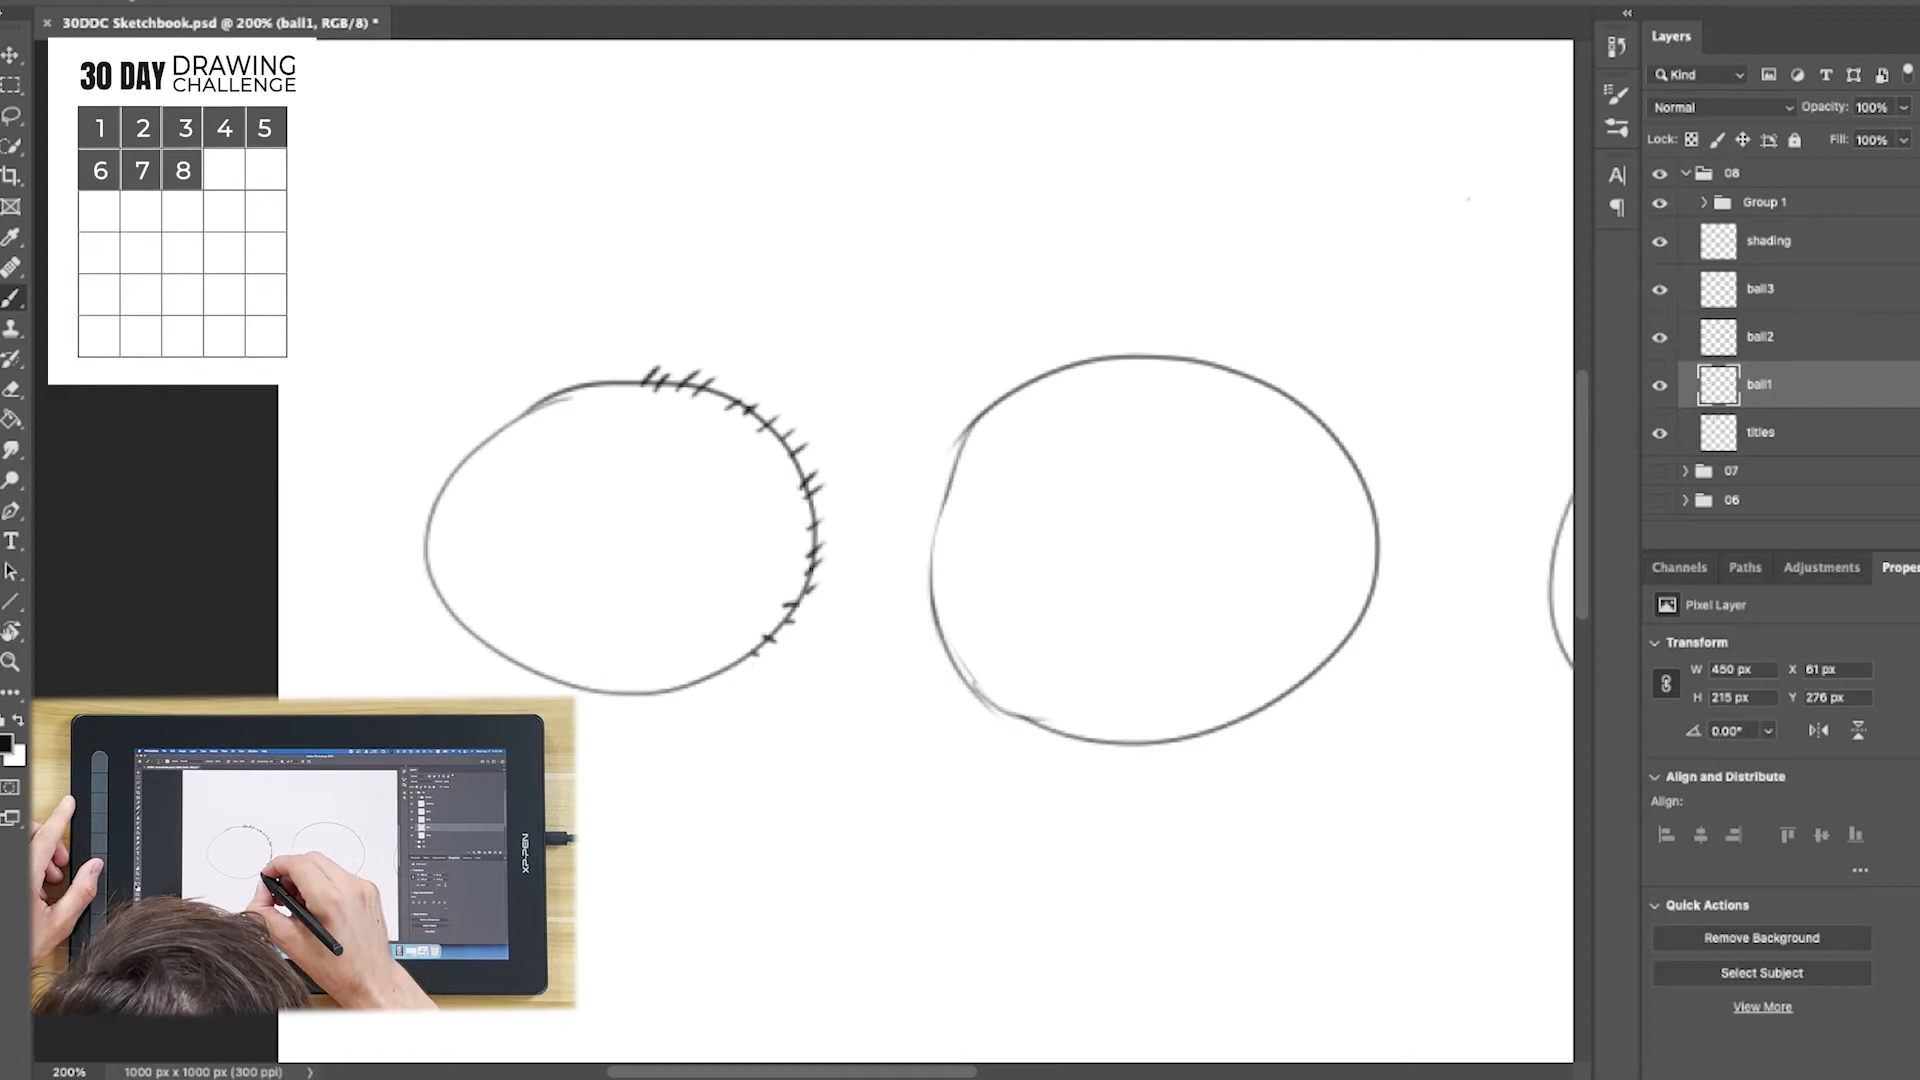 30DDC Sketchbook.psd @ 200% (ball1, RGB/8) *
30 DAY DRAWING CHALLENGE
1 2 3 4 5
6 7 8
XP-PEN
200% 1000 px x 1000 px (300 ppi)
Layers
Kind
Normal Opacity: 100%
Lock: Fill: 100%
08
Group 1
shading
ball3
ball2
ball1
titles
07
06
Channels Paths Adjustments Proper
Pixel Layer
Transform
W 450 px X 61 px
H 215 px Y 276 px
0.00°
Align and Distribute
Align:
Quick Actions
Remove Background
Select Subject
View More